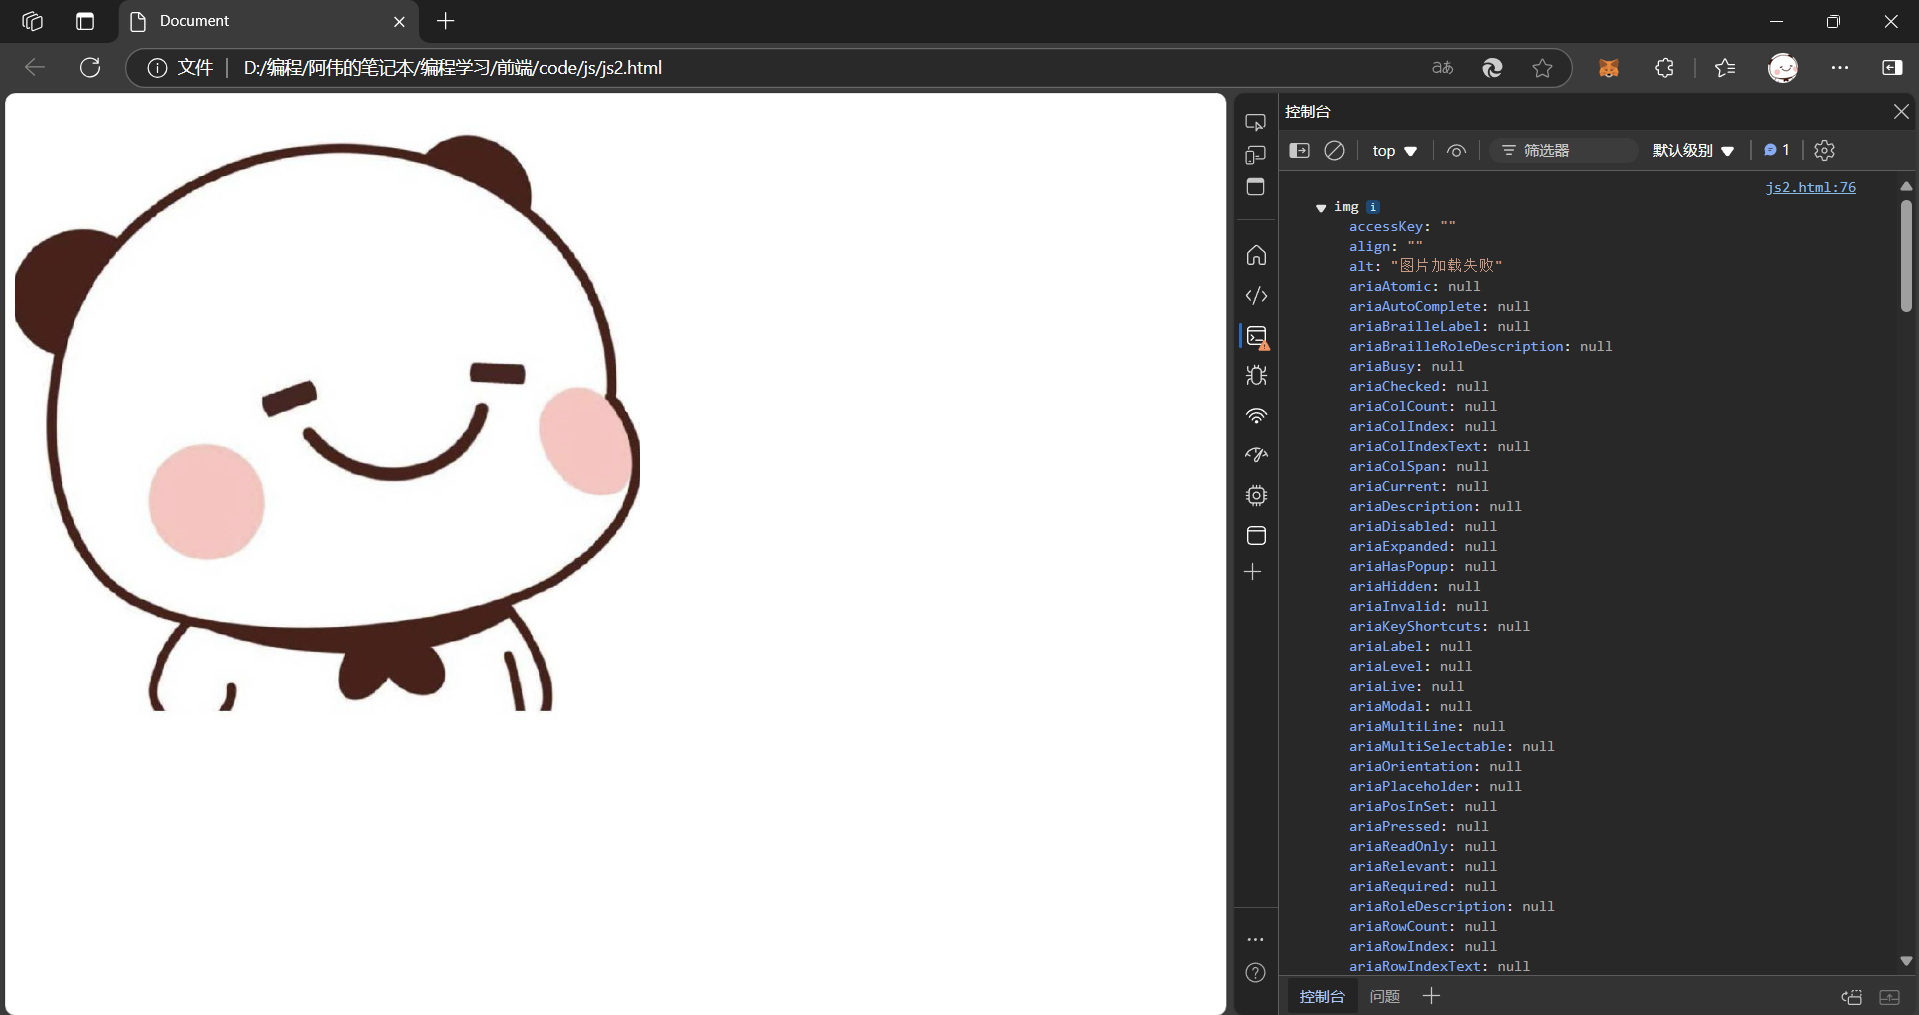 Document
文件
D:/编程/阿伟的笔记本/编程学习/前端/code/js/js2.html
aあ
控制台
top
筛选器
默认级别
1
js2.html:76
img i
accessKey: ""
align: ""
alt: "图片加载失败"
ariaAtomic: null
ariaAutoComplete: null
ariaBrailleLabel: null
ariaBrailleRoleDescription: null
ariaBusy: null
ariaChecked: null
ariaColCount: null
ariaColIndex: null
ariaColIndexText: null
ariaColSpan: null
ariaCurrent: null
ariaDescription: null
ariaDisabled: null
ariaExpanded: null
ariaHasPopup: null
ariaHidden: null
ariaInvalid: null
ariaKeyShortcuts: null
ariaLabel: null
ariaLevel: null
ariaLive: null
ariaModal: null
ariaMultiLine: null
ariaMultiSelectable: null
ariaOrientation: null
ariaPlaceholder: null
ariaPosInSet: null
ariaPressed: null
ariaReadOnly: null
ariaRelevant: null
ariaRequired: null
ariaRoleDescription: null
ariaRowCount: null
ariaRowIndex: null
ariaRowIndexText: null
控制台
问题